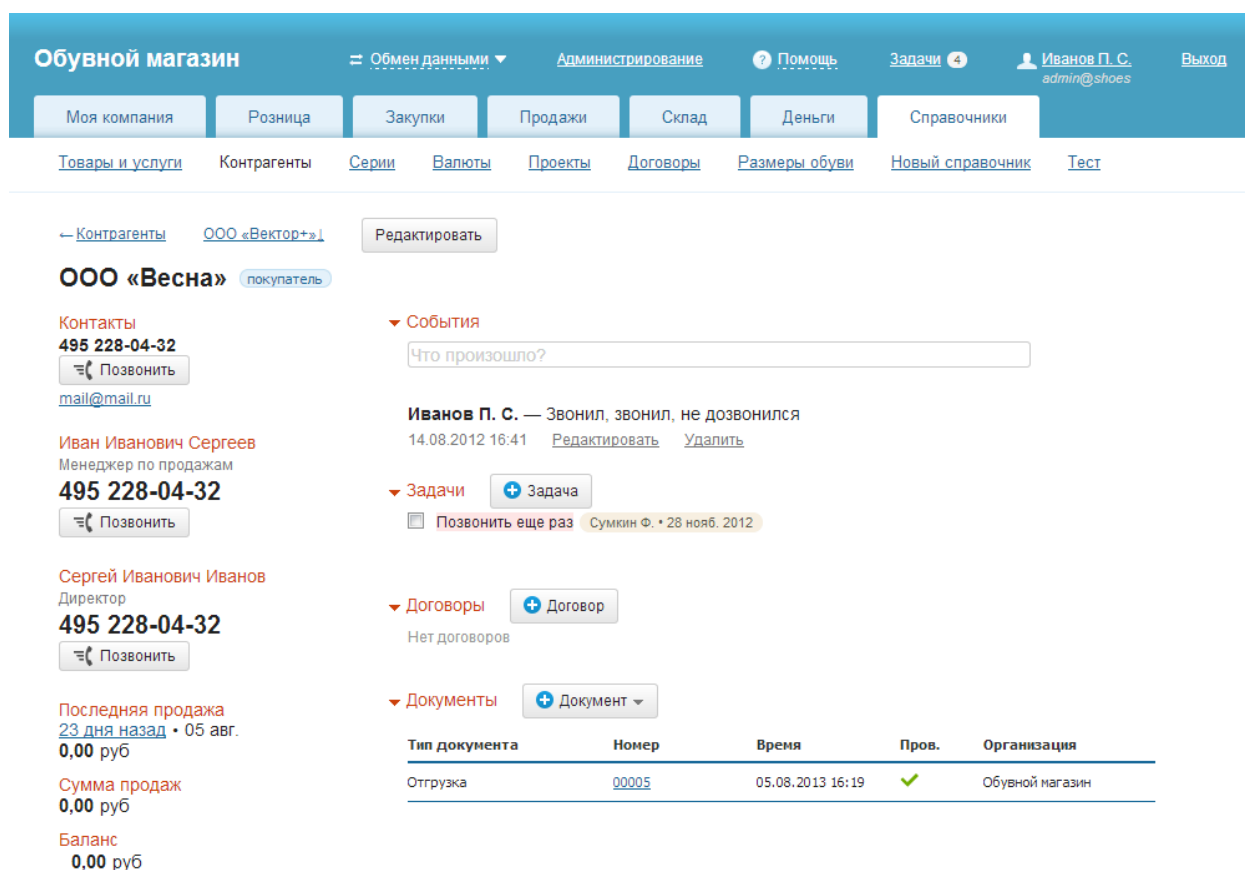 Обувной магазин
Обмен данными
Администрирование
? Помощь
Задачи 4
Иванов П. С.
admin@shoes
Выход
Моя компания Розница Закупки Продажи Склад Деньги Справочники
Товары и услуги Контрагенты Серии Валюты Проекты Договоры Размеры обуви Новый справочник Тест
← Контрагенты ООО «Вектор+»↓ Редактировать
ООО «Весна» покупатель
Контакты
495 228-04-32
Позвонить
mail@mail.ru
Иван Иванович Сергеев
Менеджер по продажам
495 228-04-32
Позвонить
Сергей Иванович Иванов
Директор
495 228-04-32
Позвонить
Последняя продажа
23 дня назад • 05 авг.
0,00 руб
Сумма продаж
0,00 руб
Баланс
0,00 руб
События
Что произошло?
Иванов П. С. — Звонил, звонил, не дозвонился
14.08.2012 16:41 Редактировать Удалить
Задачи Задача
Позвонить еще раз Сумкин Ф. • 28 нояб. 2012
Договоры Договор
Нет договоров
Документы Документ
Тип документа Номер Время Пров. Организация
Отгрузка 00005 05.08.2013 16:19 Обувной магазин